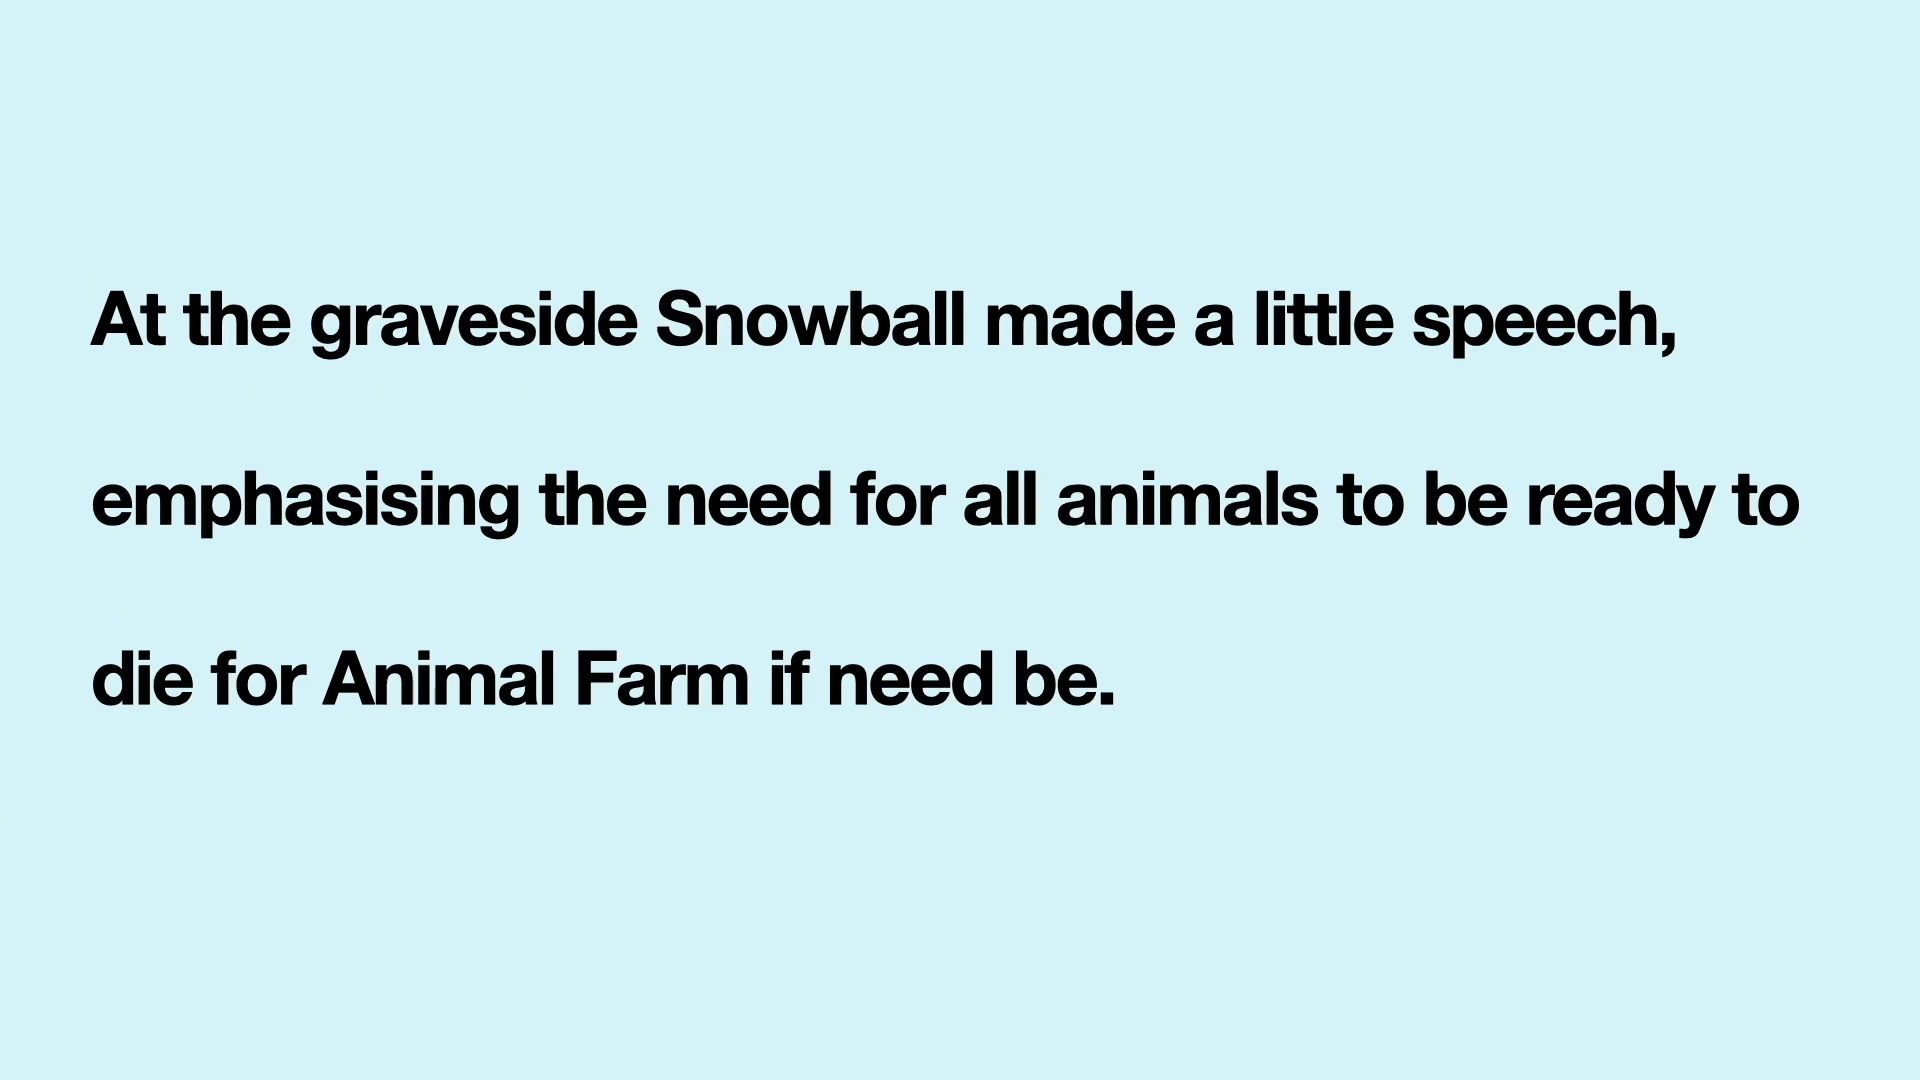 At the graveside Snowball made a little speech,
emphasising the need for all animals to be ready to
die for Animal Farm if need be.